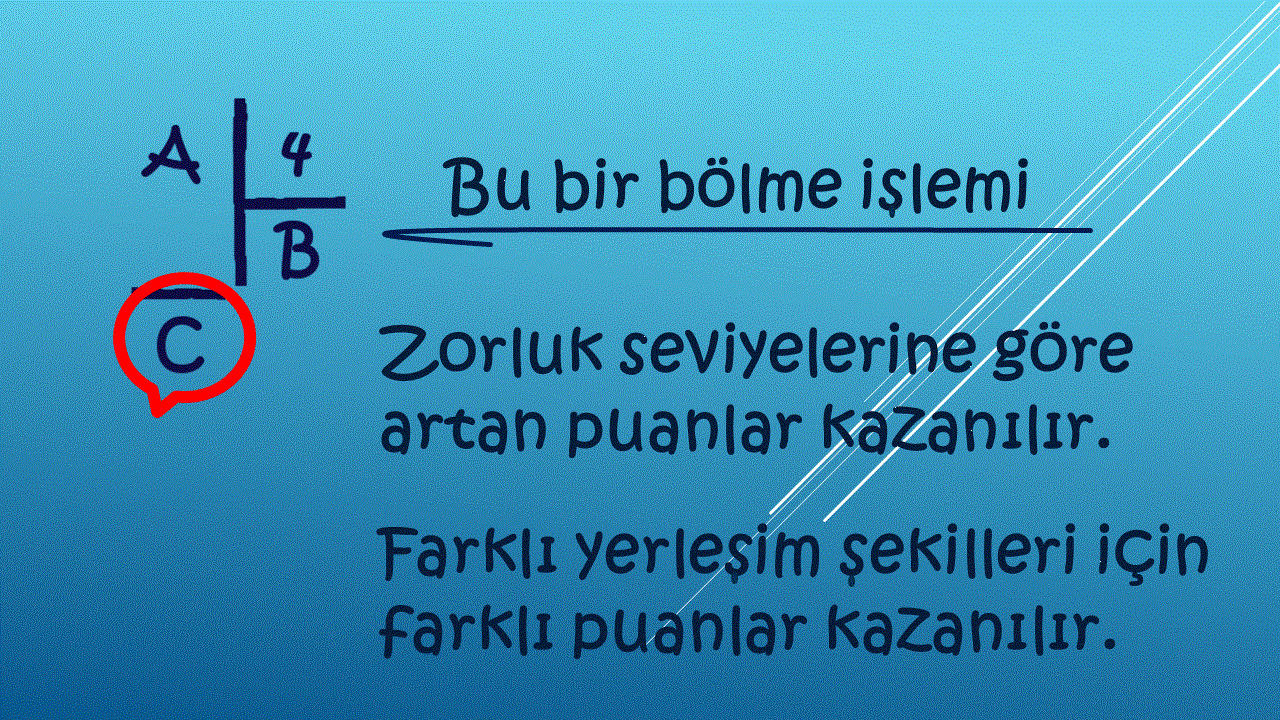 A 4
B
C
Bu bir bölme işlemi
Zorluk seviyelerine göre
artan puanlar kazanılır.
Farklı yerleşim şekilleri için
farklı puanlar kazanılır.